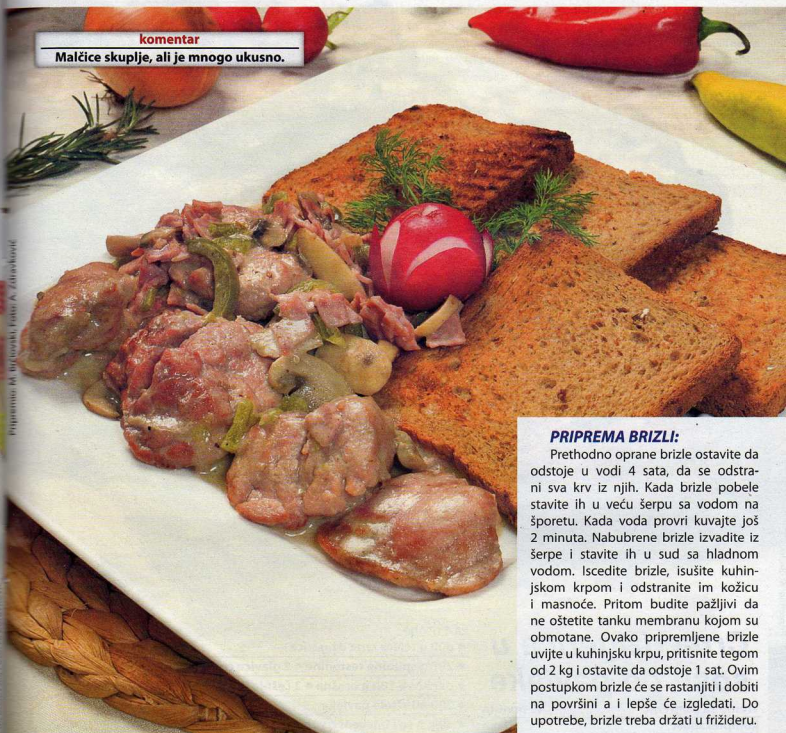 komentar
Malčice skuplje, ali je mnogo ukusno.
PRIPREMA BRIZLI:
Prethodno oprane brizle ostavite da
odstoje u vodi 4 sata, da se odstra-
ni sva krv iz njih. Kada brizle pobele
stavite ih u veću šerpu sa vodom na
šporetu. Kada voda provri kuvajte još
2 minuta. Nabubrene brizle izvadite iz
šerpe i stavite ih u sud sa hladnom
vodom. Iscedite brizle, isušite kuhin-
jskom krpom i odstranite im kožicu
i masnoće. Pritom budite pažljivi da
ne oštetite tanku membranu kojom su
obmotane. Ovako pripremljene brizle
uvijte u kuhinjsku krpu, pritisnite tegom
od 2 kg i ostavite da odstoje 1 sat. Ovim
postupkom brizle će se rastanjiti i dobiti
na površini a i lepše će izgledati. Do
upotrebe, brizle treba držati u frižideru.
Pripremio: M. Foto: A. Zdravković